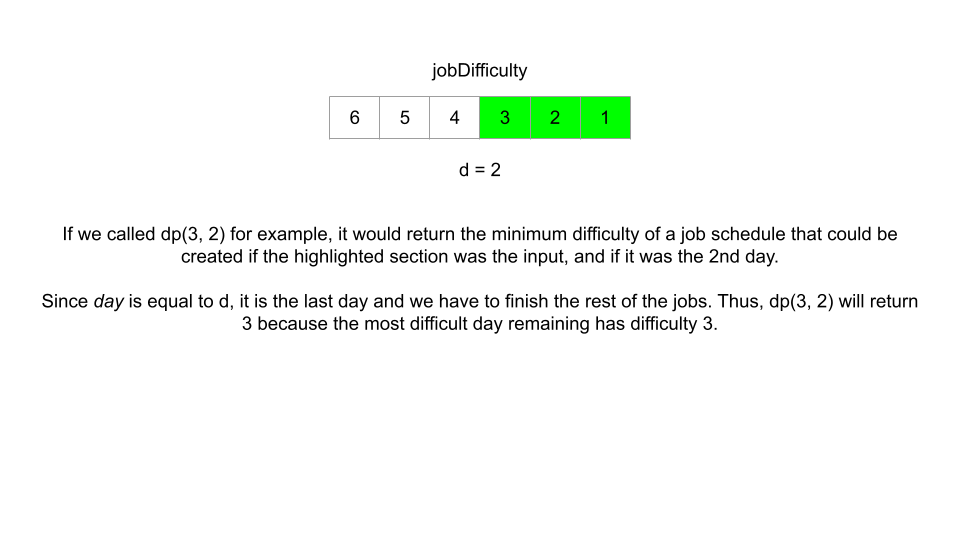 jobDifficulty
6 5 4 3 2 1
d = 2
If we called dp(3, 2) for example, it would return the minimum difficulty of a job schedule that could be
created if the highlighted section was the input, and if it was the 2nd day.
Since day is equal to d, it is the last day and we have to finish the rest of the jobs. Thus, dp(3, 2) will return
3 because the most difficult day remaining has difficulty 3.